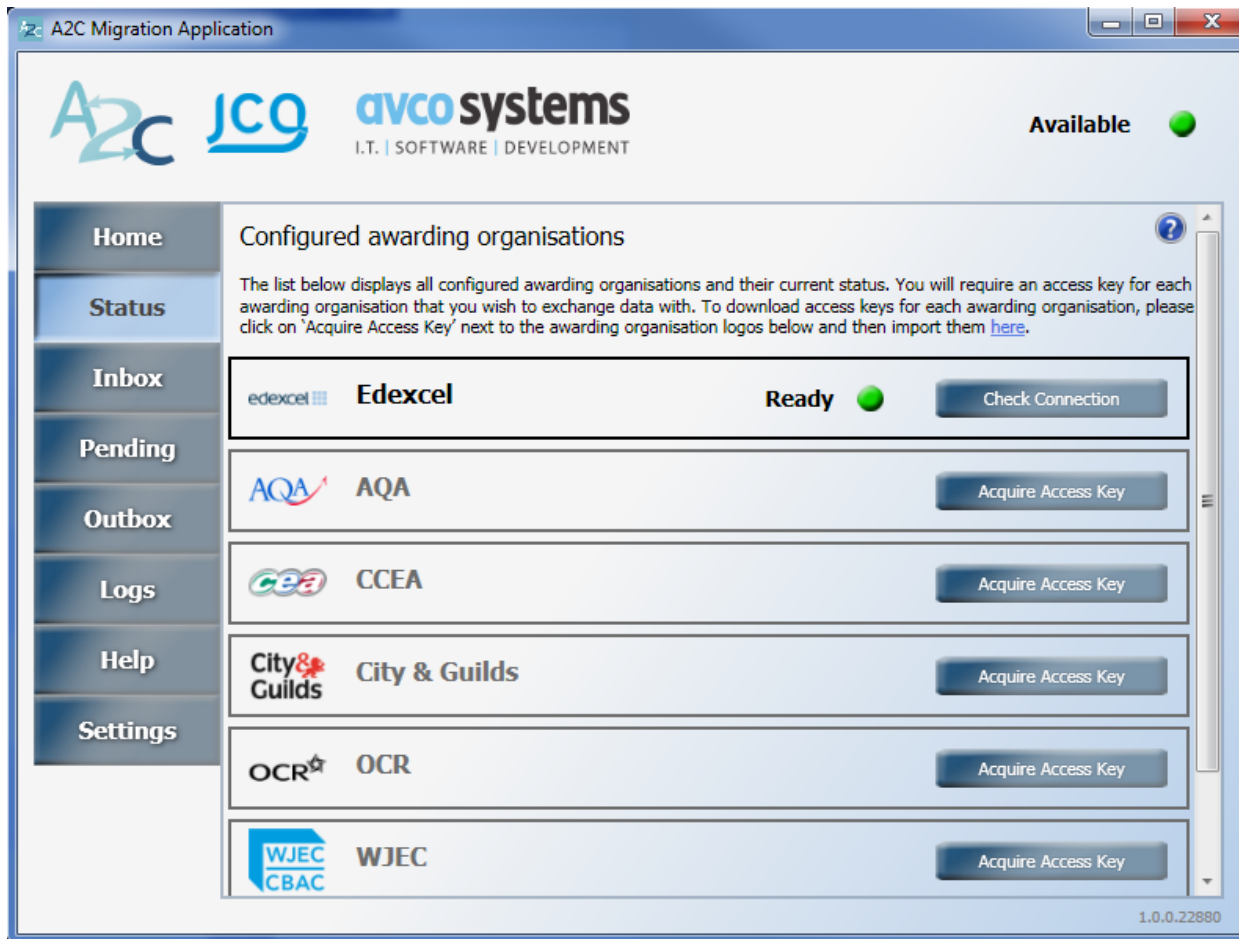 A2C A2C Migration Application
A2C JCQ avco systems
I.T. | SOFTWARE | DEVELOPMENT
Available
Home
Status
Inbox
Pending
Outbox
Logs
Help
Settings
Configured awarding organisations
The list below displays all configured awarding organisations and their current status. You will require an access key for each
awarding organisation that you wish to exchange data with. To download access keys for each awarding organisation, please
click on `Acquire Access Key' next to the awarding organisation logos below and then import them here.
edexcel Edexcel Ready Check Connection
AQA AQA Acquire Access Key
ccea CCEA Acquire Access Key
City&
Guilds City & Guilds Acquire Access Key
OCR OCR Acquire Access Key
WJEC
CBAC WJEC Acquire Access Key
1.0.0.22880